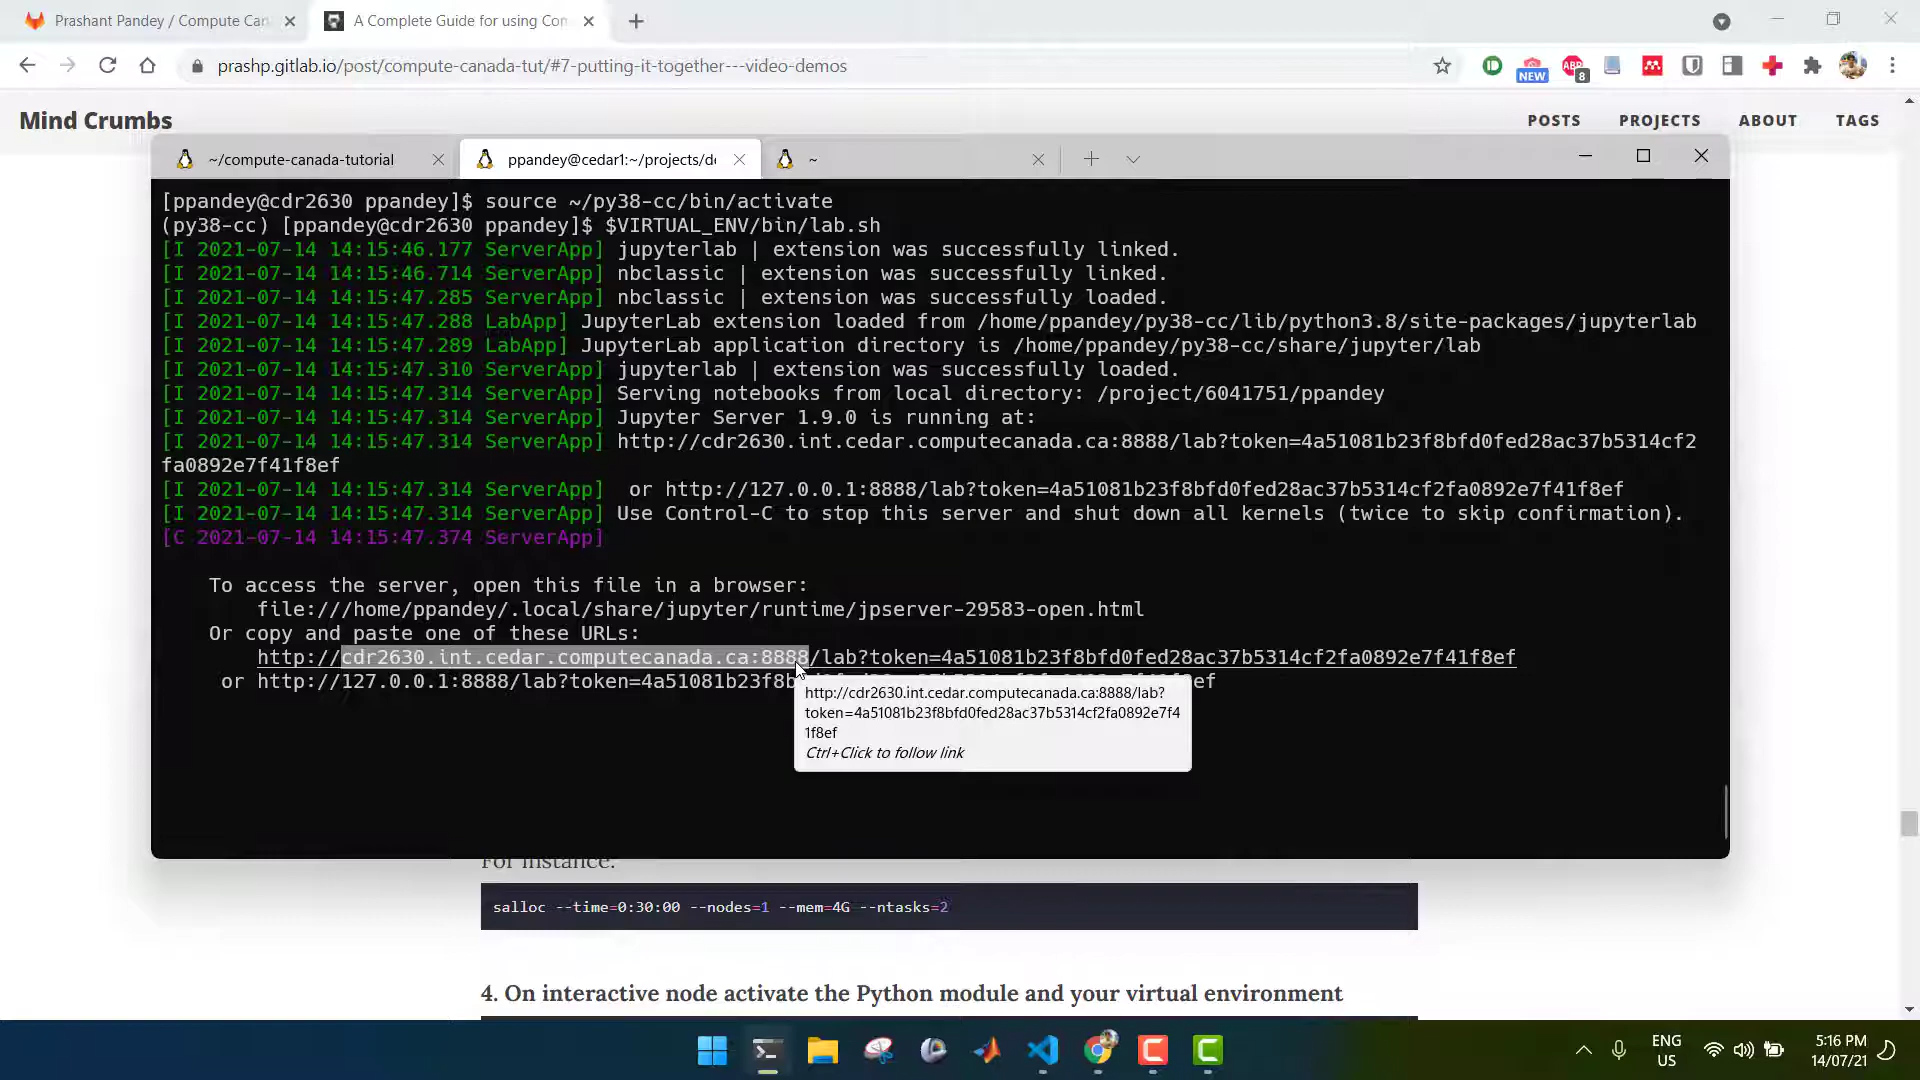 Prashant Pandey / Compute Can
A Complete Guide for using Con
prashp.gitlab.io/post/compute-canada-tut/#7-putting-it-together---video-demos
NEW
ABP
8
Mind Crumbs
POSTS
PROJECTS
ABOUT
TAGS
~/compute-canada-tutorial
ppandey@cedar1:~/projects/de
~
[ppandey@cdr2630 ppandey]$ source ~/py38-cc/bin/activate
(py38-cc) [ppandey@cdr2630 ppandey]$ $VIRTUAL_ENV/bin/lab.sh
[I 2021-07-14 14:15:46.177 ServerApp] jupyterlab | extension was successfully linked.
[I 2021-07-14 14:15:46.714 ServerApp] nbclassic | extension was successfully linked.
[I 2021-07-14 14:15:47.285 ServerApp] nbclassic | extension was successfully loaded.
[I 2021-07-14 14:15:47.288 LabApp] JupyterLab extension loaded from /home/ppandey/py38-cc/lib/python3.8/site-packages/jupyterlab
[I 2021-07-14 14:15:47.289 LabApp] JupyterLab application directory is /home/ppandey/py38-cc/share/jupyter/lab
[I 2021-07-14 14:15:47.310 ServerApp] jupyterlab | extension was successfully loaded.
[I 2021-07-14 14:15:47.314 ServerApp] Serving notebooks from local directory: /project/6041751/ppandey
[I 2021-07-14 14:15:47.314 ServerApp] Jupyter Server 1.9.0 is running at:
[I 2021-07-14 14:15:47.314 ServerApp] http://cdr2630.int.cedar.computecanada.ca:8888/lab?token=4a51081b23f8bfd0fed28ac37b5314cf2
fa0892e7f41f8ef
[I 2021-07-14 14:15:47.314 ServerApp]  or http://127.0.0.1:8888/lab?token=4a51081b23f8bfd0fed28ac37b5314cf2fa0892e7f41f8ef
[I 2021-07-14 14:15:47.314 ServerApp] Use Control-C to stop this server and shut down all kernels (twice to skip confirmation).
[C 2021-07-14 14:15:47.374 ServerApp]
To access the server, open this file in a browser:
file:///home/ppandey/.local/share/jupyter/runtime/jpserver-29583-open.html
Or copy and paste one of these URLs:
http://cdr2630.int.cedar.computecanada.ca:8888/lab?token=4a51081b23f8bfd0fed28ac37b5314cf2fa0892e7f41f8ef
or http://127.0.0.1:8888/lab?token=4a51081b23f8b
ef
http://cdr2630.int.cedar.computecanada.ca:8888/lab?
token=4a51081b23f8bfd0fed28ac37b5314cf2fa0892e7f4
1f8ef
Ctrl+Click to follow link
For instance:
salloc --time=0:30:00 --nodes=1 --mem=4G --ntasks=2
4. On interactive node activate the Python module and your virtual environment
ENG
US
5:16 PM
14/07/21